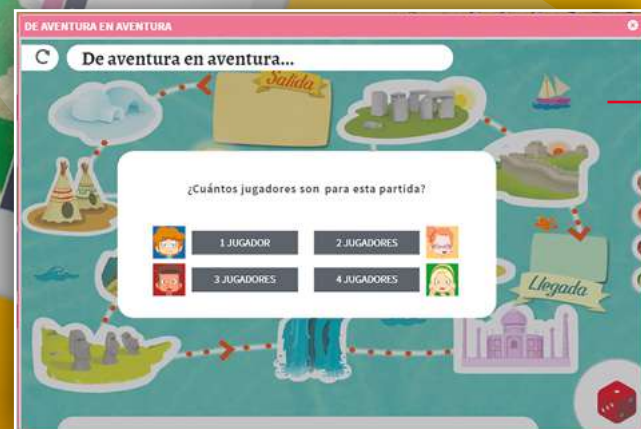 DE AVENTURA EN AVENTURA
De aventura en aventura...
Salida
¿Cuántos jugadores son para esta partida?
1 JUGADOR
2 JUGADORES
3 JUGADORES
4 JUGADORES
Llegada